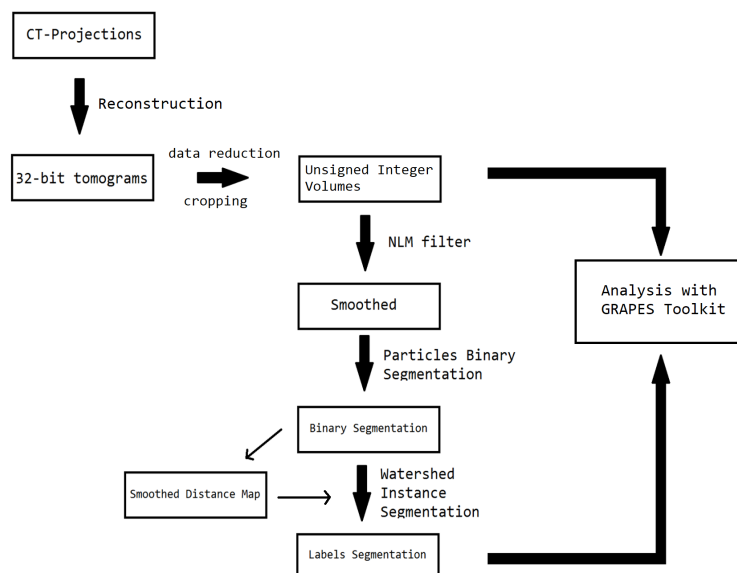 CT-Projections
Reconstruction
32-bit tomograms
data reduction
cropping
Unsigned Integer
Volumes
NLM filter
Smoothed
Particles Binary
Segmentation
Binary Segmentation
Smoothed Distance Map
Watershed
Instance
Segmentation
Labels Segmentation
Analysis with
GRAPES Toolkit